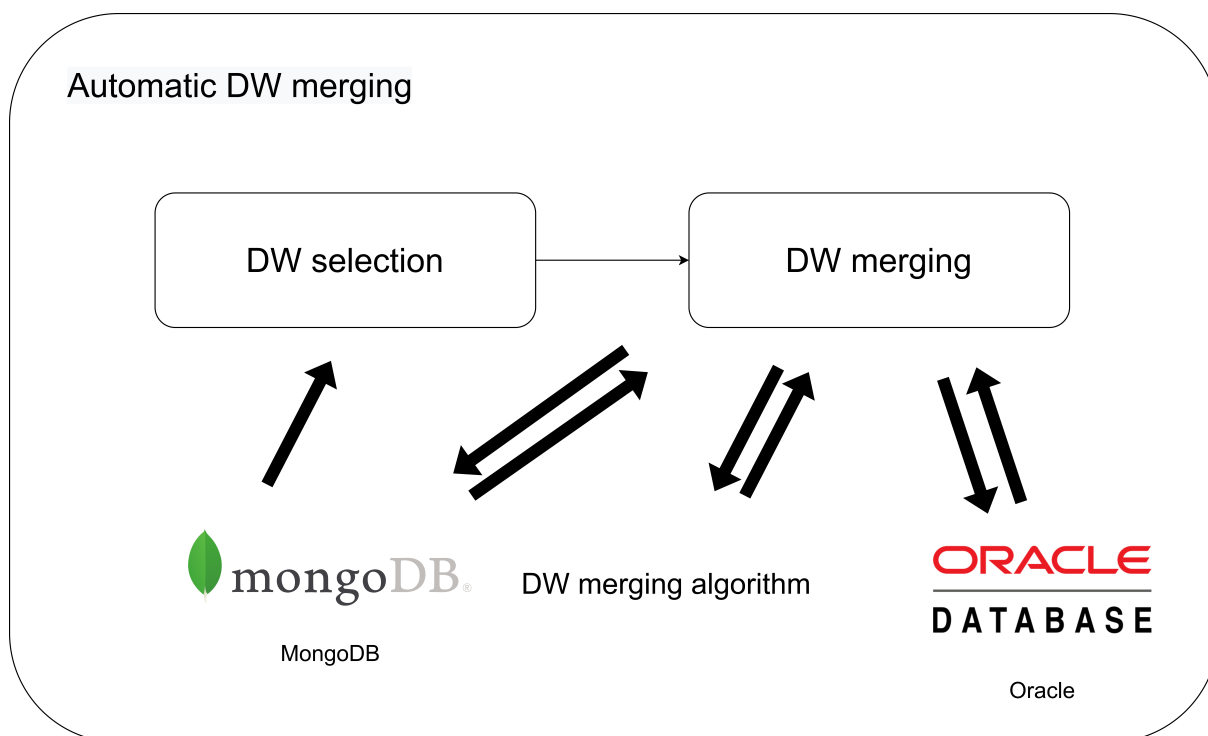 Automatic DW merging
DW selection
DW merging
mongoDB®
DW merging algorithm
ORACLE
DATABASE
MongoDB
Oracle